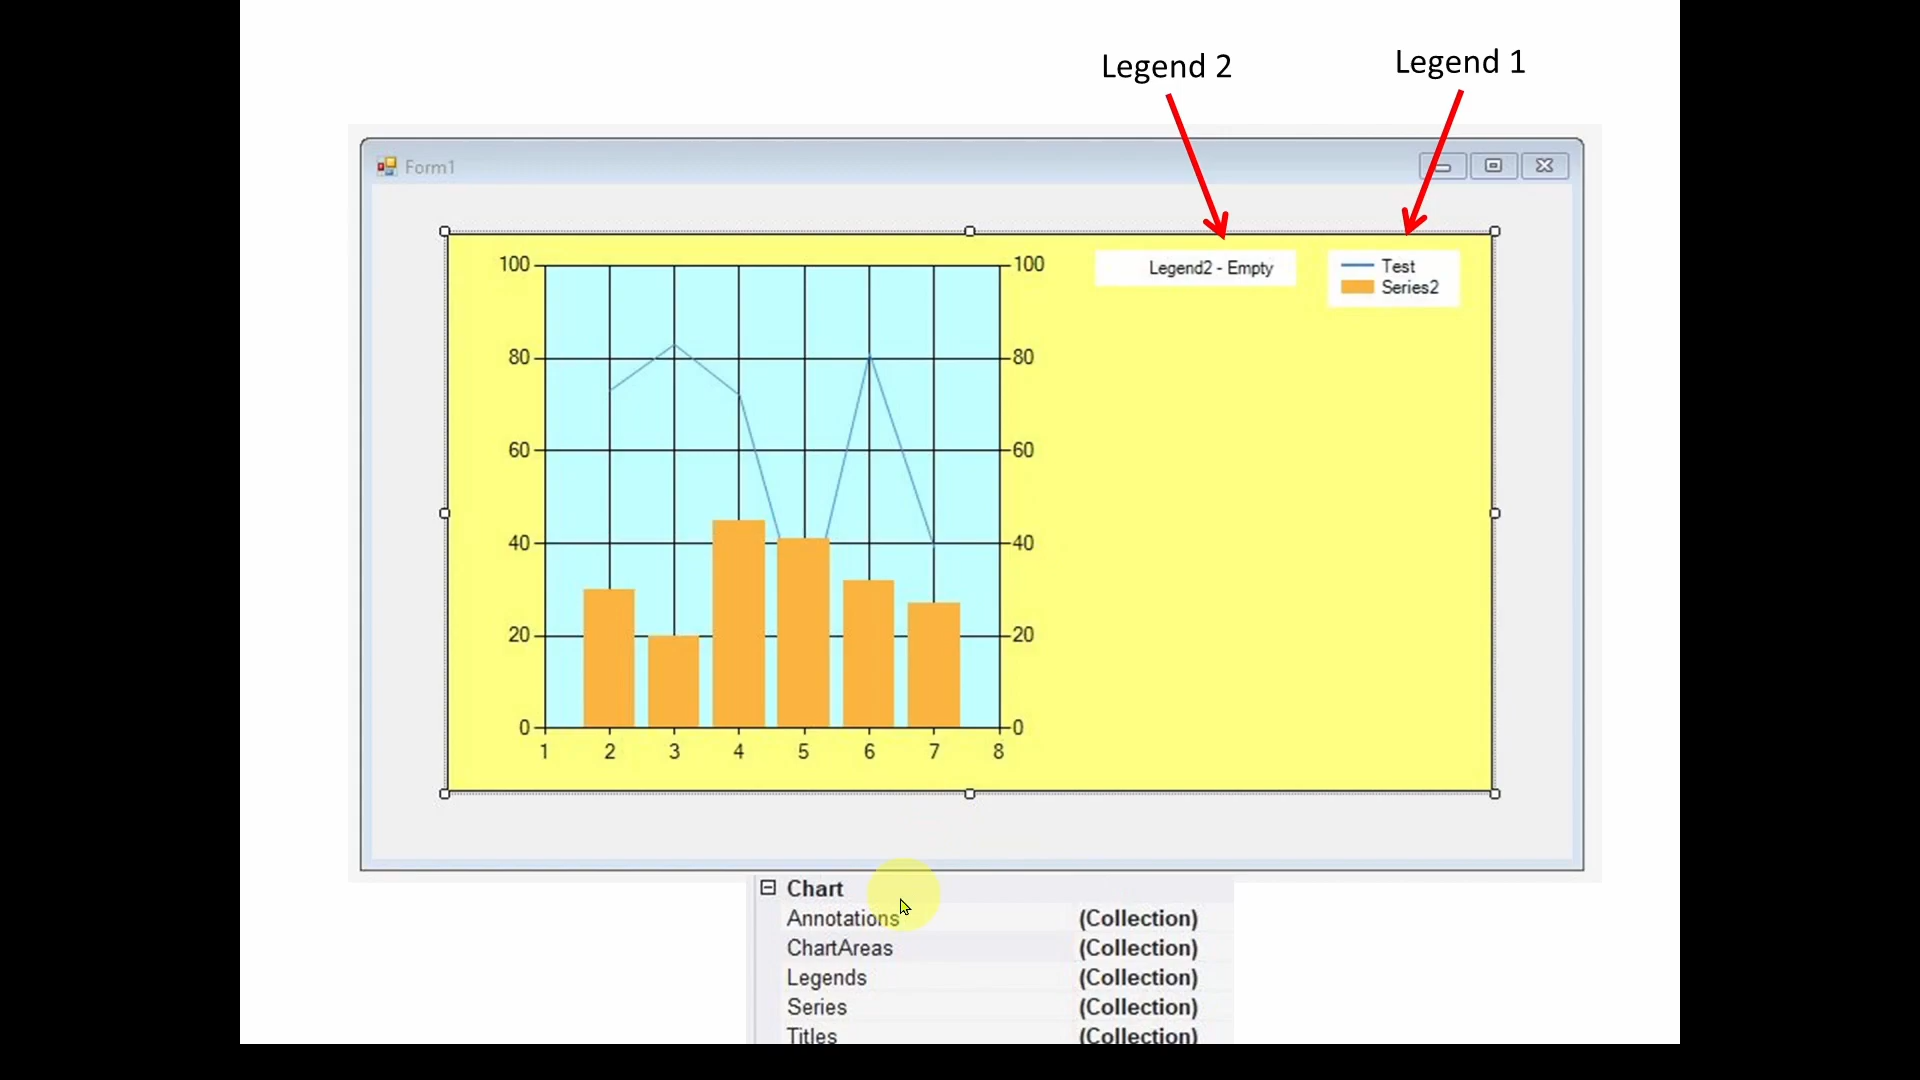 Legend 2
Legend 1
Form1
Legend2 - Empty
Test
Series2
100
100
80
80
60
60
40
40
20
20
0
0
1 2 3 4 5 6 7 8
Chart
Annotations (Collection)
ChartAreas (Collection)
Legends (Collection)
Series (Collection)
Titles (Collection)